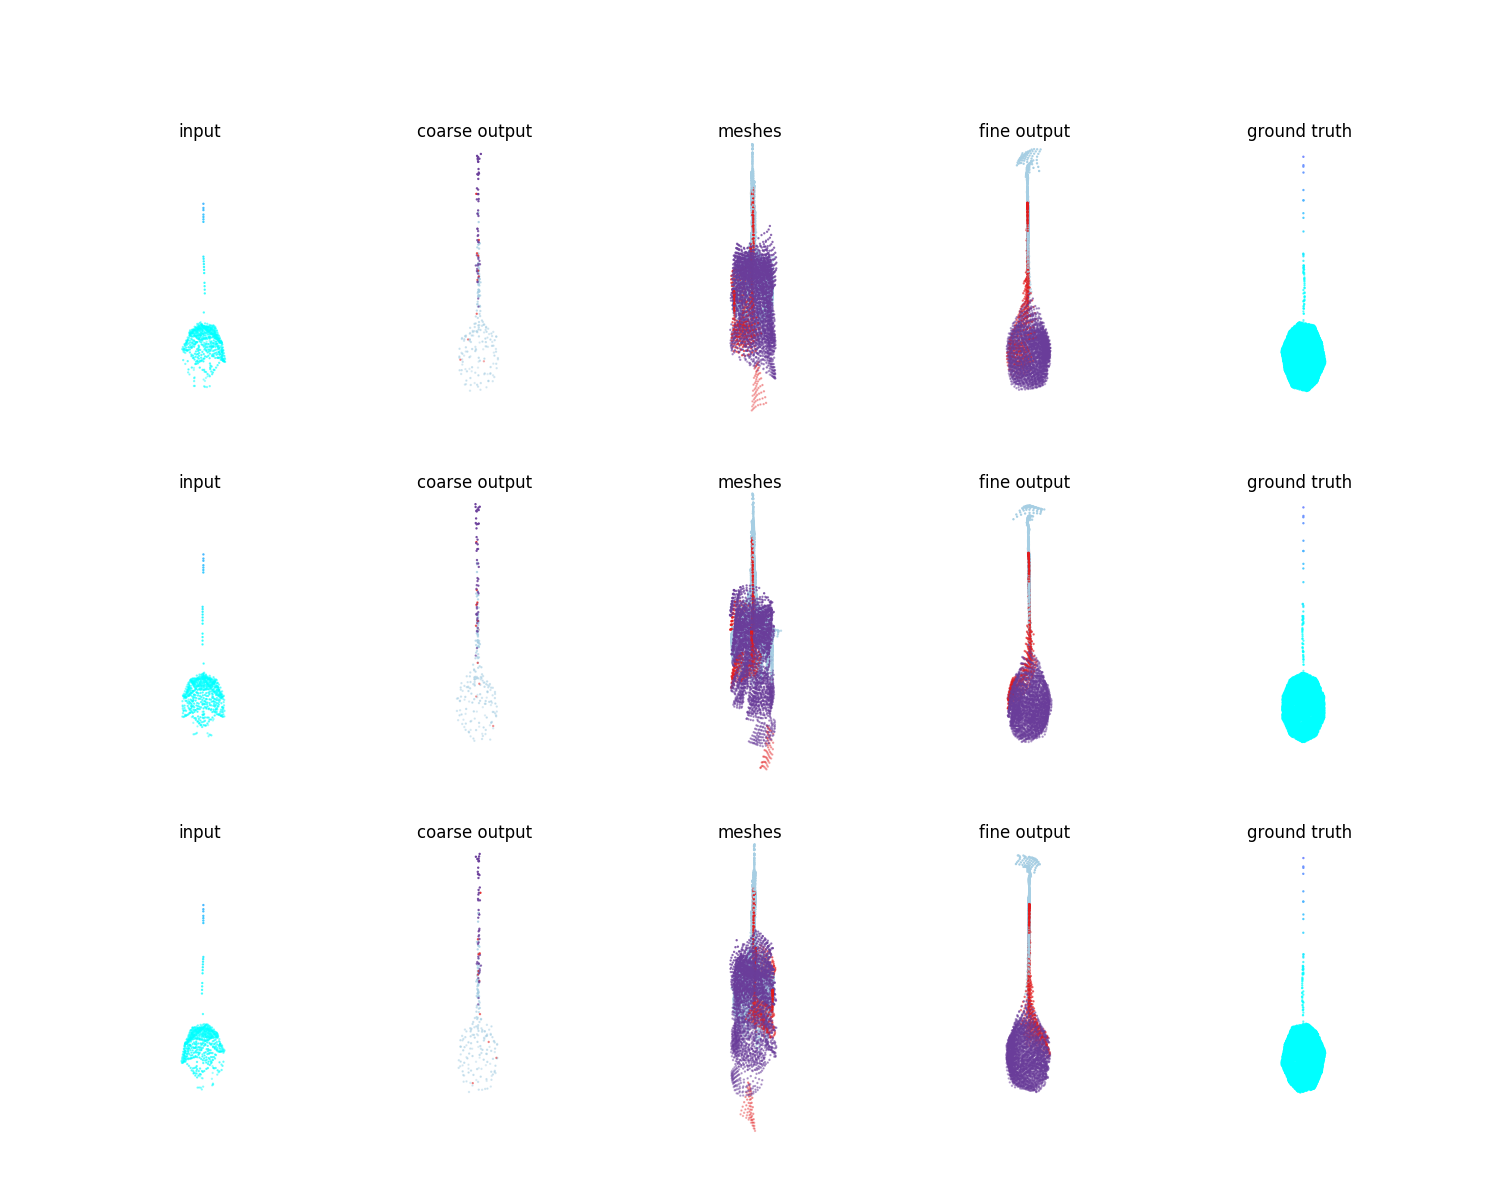 input
coarse output
meshes
fine output
ground truth
input
coarse output
meshes
fine output
ground truth
input
coarse output
meshes
fine output
ground truth